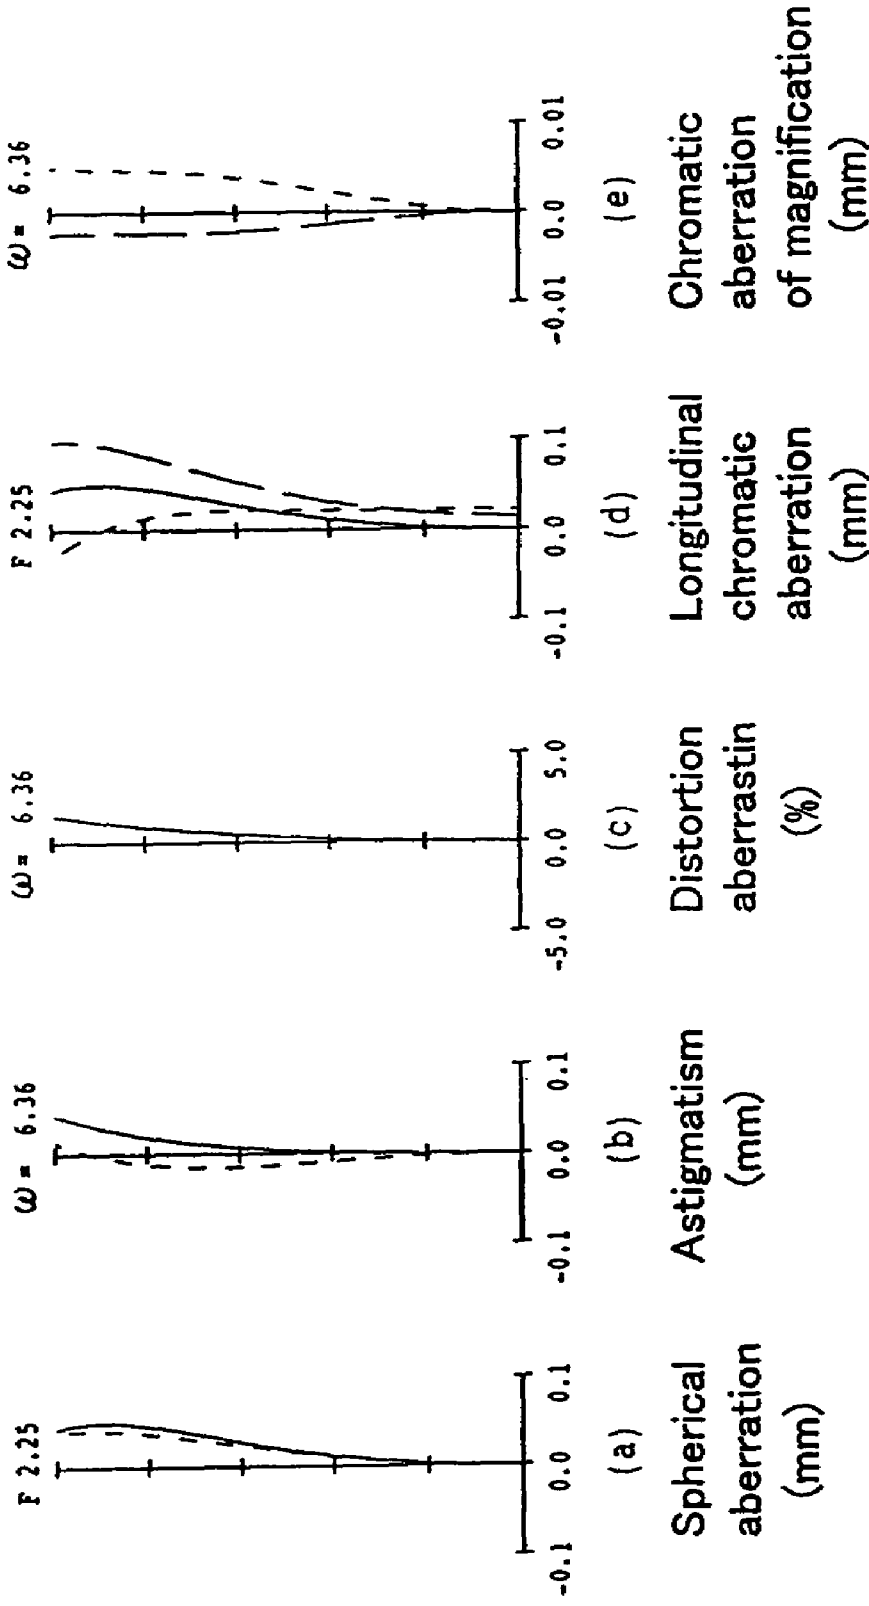 F 2.25
-0.1 0.0 0.1
(a)
Spherical
aberration
(mm)
ω= 6.36
-0.1 0.0 0.1
(b)
Astigmatism
(mm)
ω= 6.36
-5.0 0.0 5.0
(c)
Distortion
aberrastin
(%)
F 2.25
-0.1 0.0 0.1
(d)
Longitudinal
chromatic
aberration
(mm)
ω= 6.36
-0.01 0.0 0.01
(e)
Chromatic
aberration
of magnification
(mm)